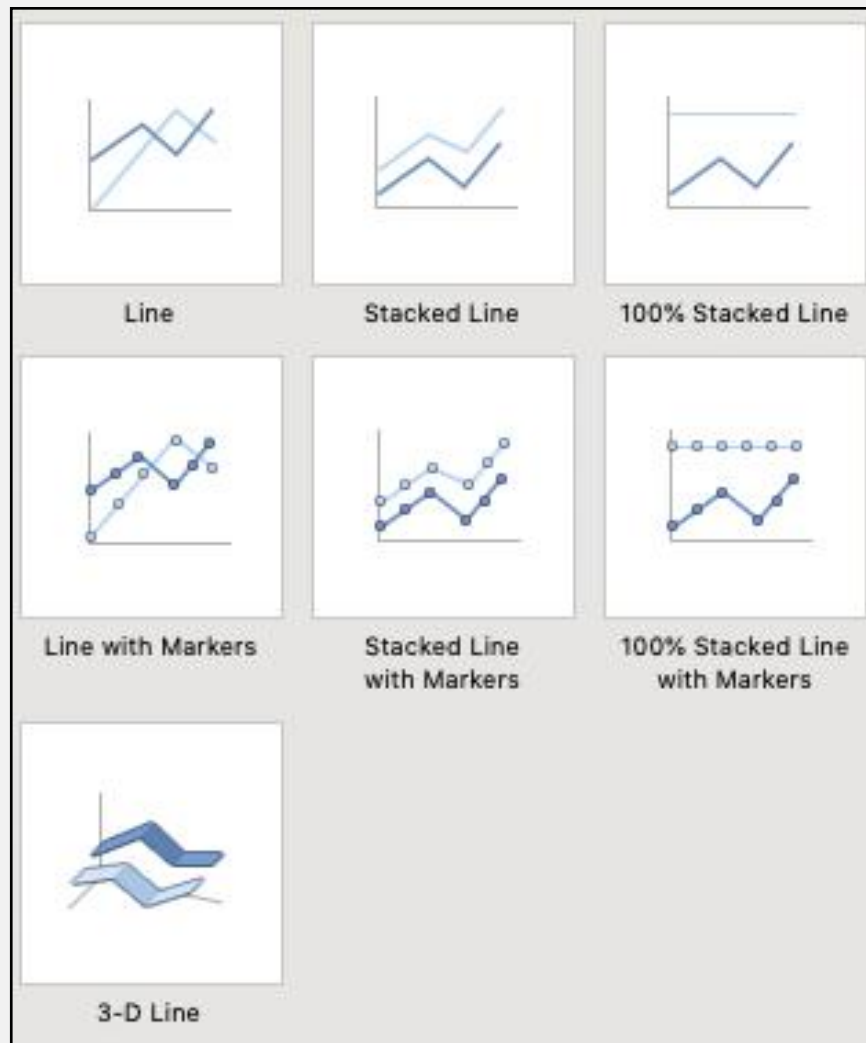 Line
Stacked Line
100% Stacked Line
Line with Markers
Stacked Line
with Markers
100% Stacked Line
with Markers
3-D Line